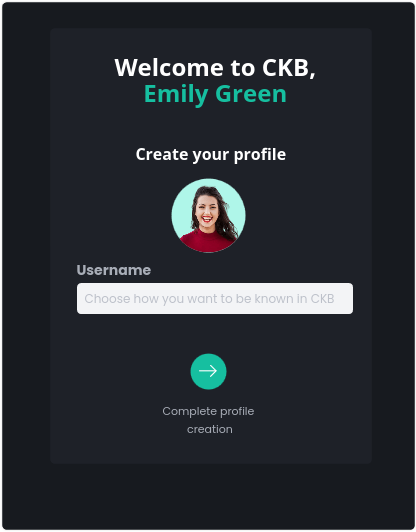 Welcome to CKB,
Emily Green
Create your profile
Username
Choose how you want to be known in CKB
Complete profile
creation